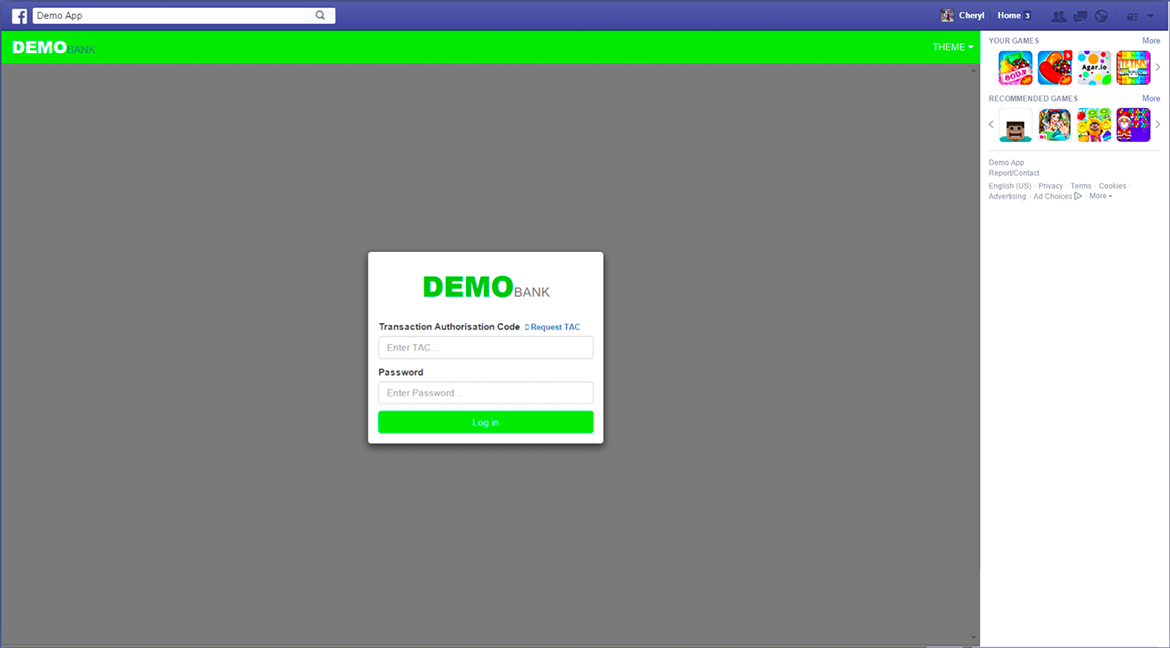 Demo App
Cheryl Home 3
DEMOBANK
THEME
YOUR GAMES More
SODA
5
Agar.io
RECOMMENDED GAMES More
Demo App
Report/Contact
English (US) · Privacy · Terms · Cookies ·
Advertising · Ad Choices · More
DEMOBANK
Transaction Authorisation Code Request TAC
Enter TAC...
Password
Enter Password...
Log in